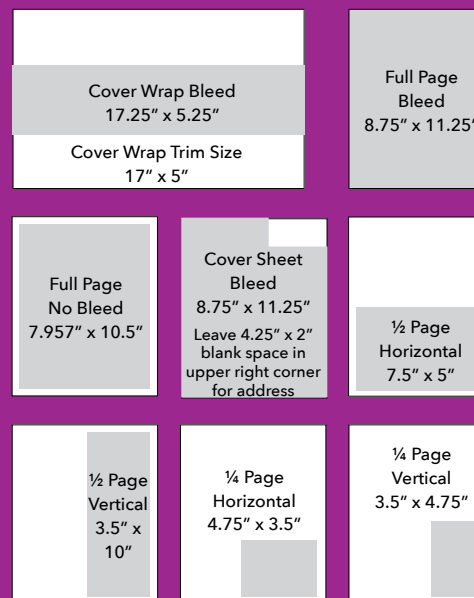 Cover Wrap Bleed
17.25” x 5.25”
Cover Wrap Trim Size
17” x 5”
Full Page
Bleed
8.75” x 11.25”
Full Page
No Bleed
7.957” x 10.5”
Cover Sheet
Bleed
8.75” x 11.25”
Leave 4.25” x 2”
blank space in
upper right corner
for address
½ Page
Horizontal
7.5” x 5”
½ Page
Vertical
3.5” x
10”
¼ Page
Horizontal
4.75” x 3.5”
¼ Page
Vertical
3.5” x 4.75”